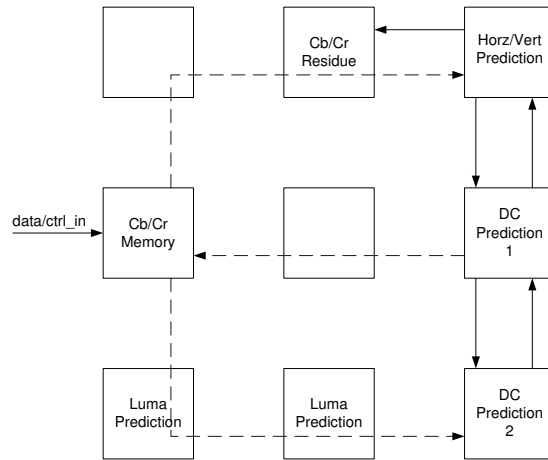 Cb/Cr
Residue
Horz/Vert
Prediction
data/ctrl_in
Cb/Cr
Memory
DC
Prediction
1
Luma
Prediction
Luma
Prediction
DC
Prediction
2